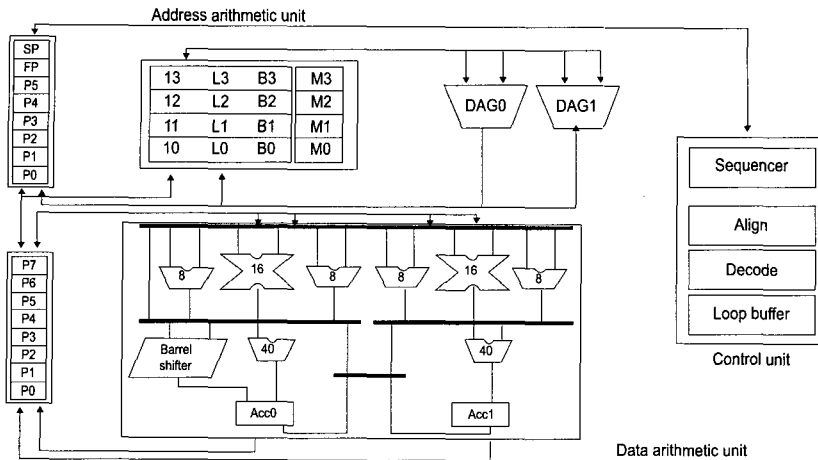 Address arithmetic unit
SP
FP
P5
P4
P3
P2
P1
P0
13 L3 B3 M3
12 L2 B2 M2
11 L1 B1 M1
10 L0 B0 M0
DAG0
DAG1
Sequencer
Align
Decode
Loop buffer
Control unit
P7
P6
P5
P4
P3
P2
P1
P0
8
16
8
8
16
8
Barrel
shifter
40
40
Acc0
Acc1
Data arithmetic unit